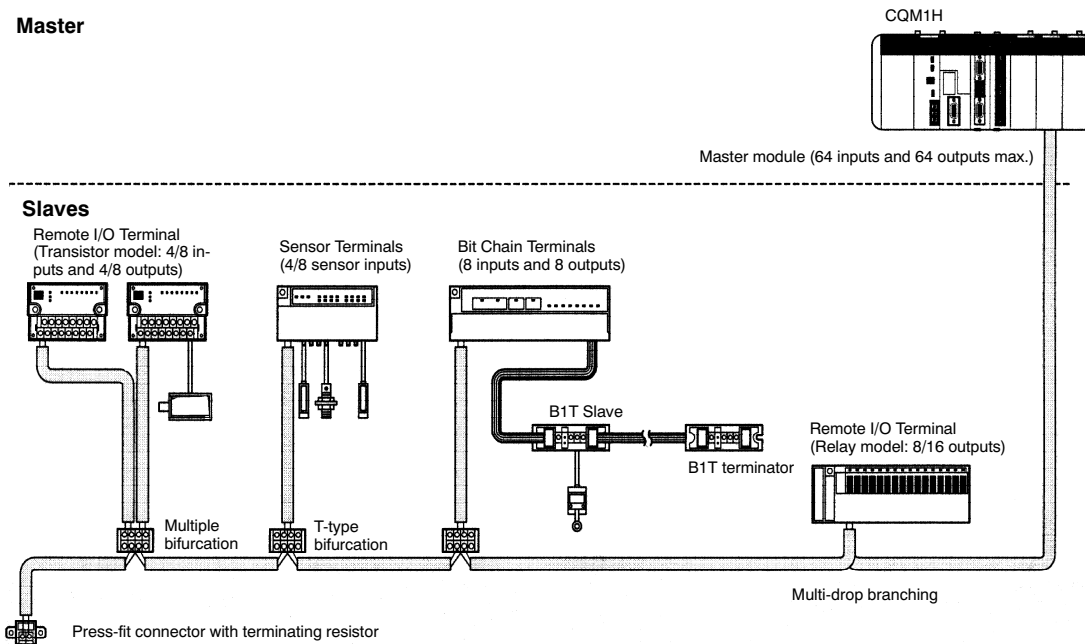 Master
CQM1H
Master module (64 inputs and 64 outputs max.)
Slaves
Remote I/O Terminal
(Transistor model: 4/8 in-
puts and 4/8 outputs)
Sensor Terminals
(4/8 sensor inputs)
Bit Chain Terminals
(8 inputs and 8 outputs)
B1T Slave
B1T terminator
Remote I/O Terminal
(Relay model: 8/16 outputs)
Multiple
bifurcation
T-type
bifurcation
Multi-drop branching
Press-fit connector with terminating resistor